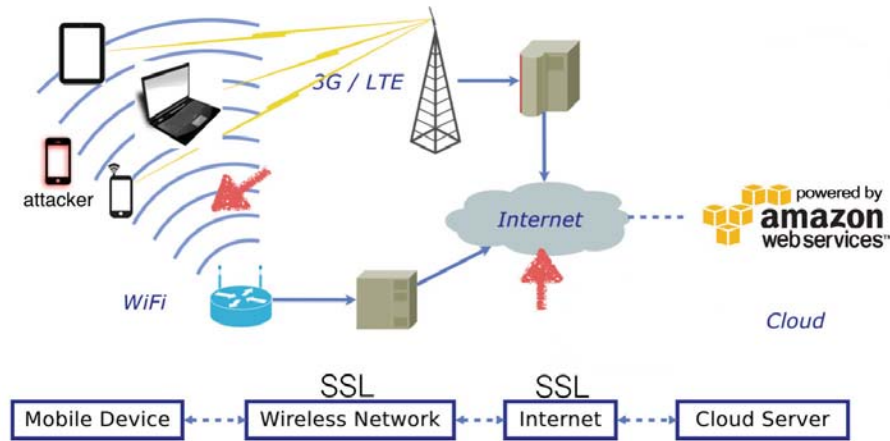 3G / LTE
attacker
Internet
powered by
amazon
web services™
WiFi
Cloud
SSL
SSL
Mobile Device
Wireless Network
Internet
Cloud Server